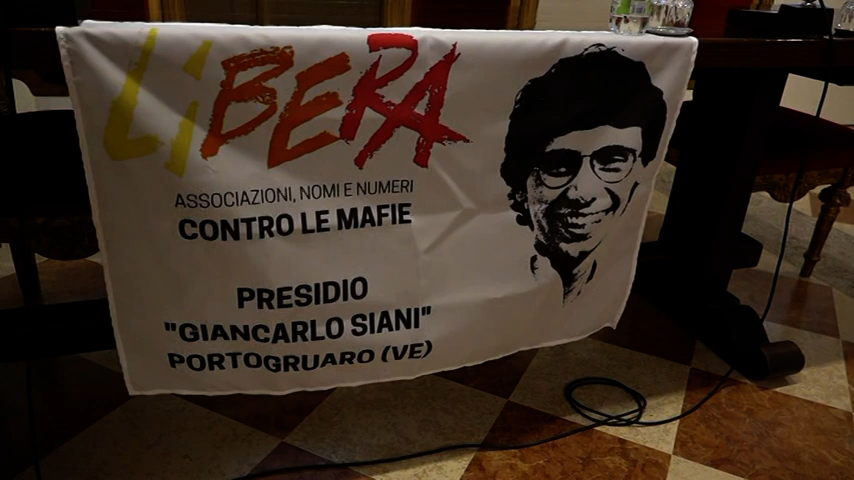 LiBERA
ASSOCIAZIONI, NOMI E NUMERI
CONTRO LE MAFIE
PRESIDIO
"GIANCARLO SIANI"
PORTOGRUARO (VE)